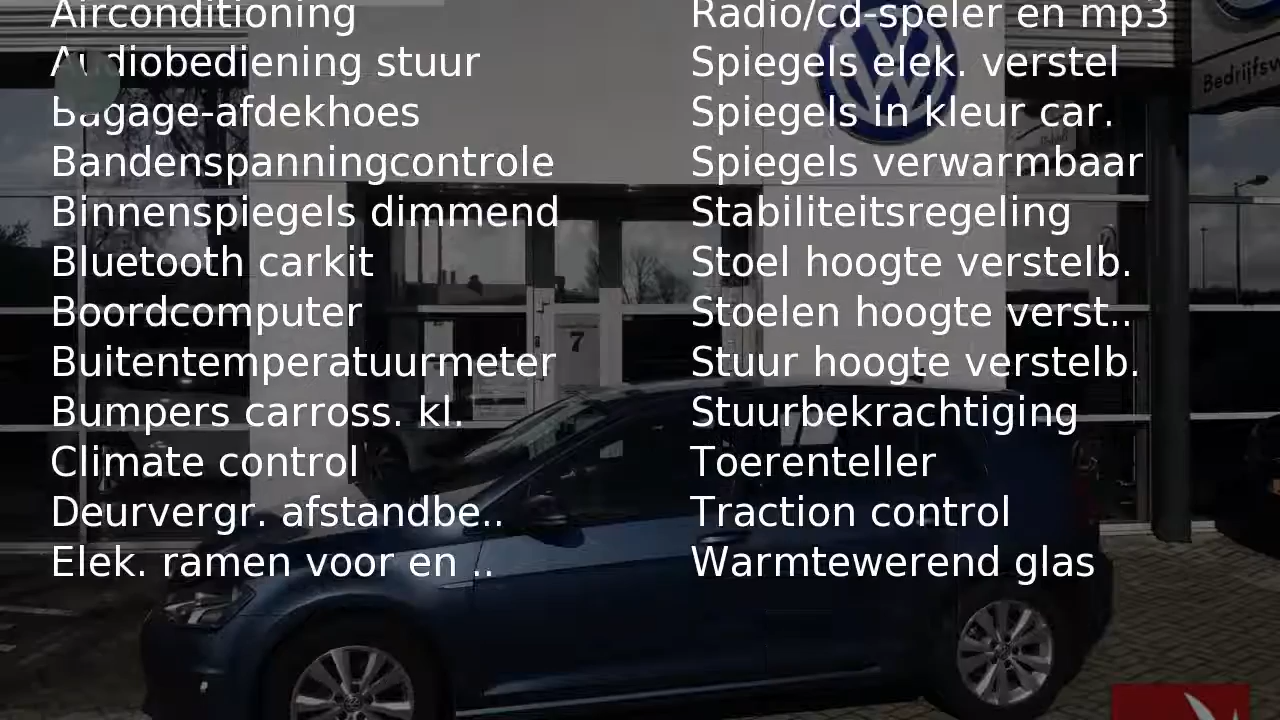 Airconditioning
Audiobediening stuur
Bagage-afdekhoes
Bandenspanningcontrole
Binnenspiegels dimmend
Bluetooth carkit
Boordcomputer
Buitentemperatuurmeter
Bumpers carross. kl.
Climate control
Deurvergr. afstandbe..
Elek. ramen voor en ..
Radio/cd-speler en mp3
Spiegels elek. verstel
Spiegels in kleur car.
Spiegels verwarmbaar
Stabiliteitsregeling
Stoel hoogte verstelb.
Stoelen hoogte verst..
Stuur hoogte verstelb.
Stuurbekrachtiging
Toerenteller
Traction control
Warmtewerend glas
Bedrijfsw
7